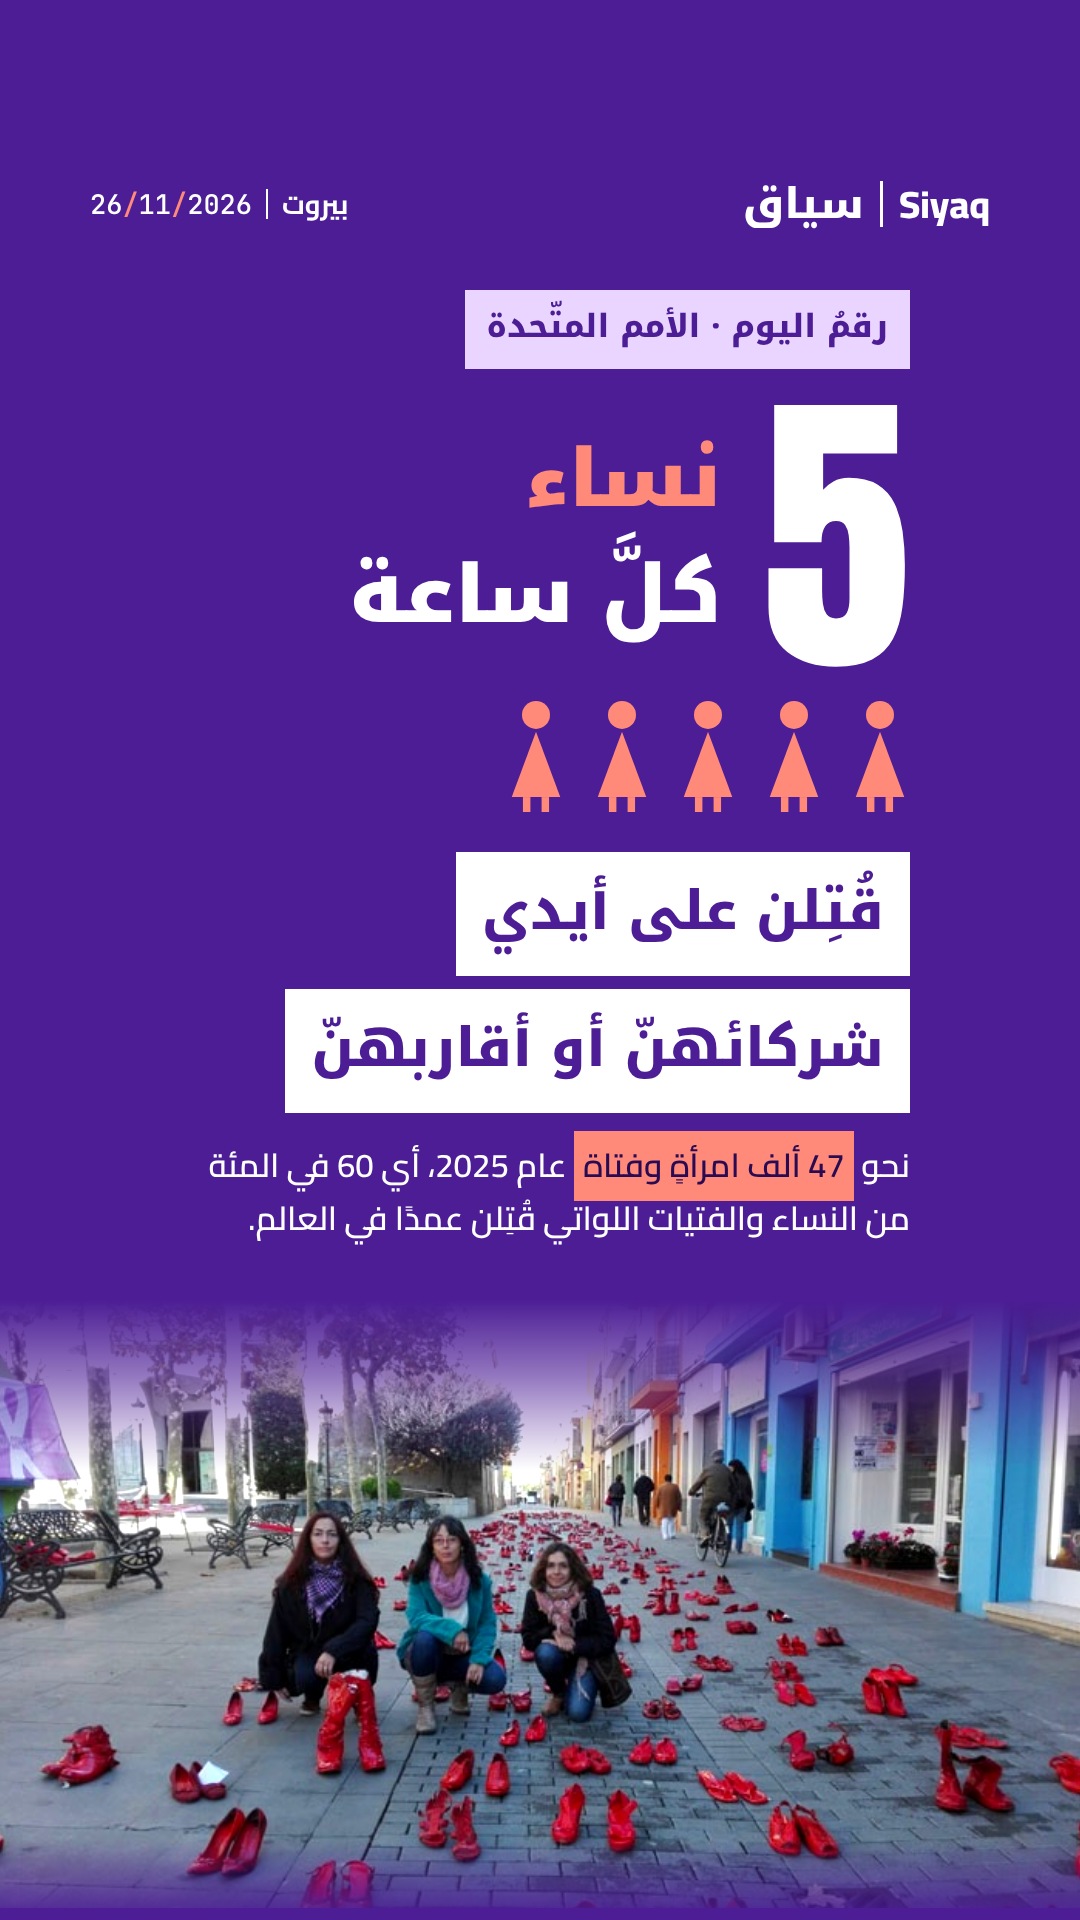 Siyaq | سياق
بيروت | 26/11/2026
رقمُ اليوم · الأمم المتّحدة
5
نساء
كلَّ ساعة
قُتِلن على أيدي
شركائهنّ أو أقاربهنّ
نحو 47 ألف امرأةٍ وفتاة عام 2025، أي 60 في المئة
من النساء والفتيات اللواتي قُتِلن عمدًا في العالم.